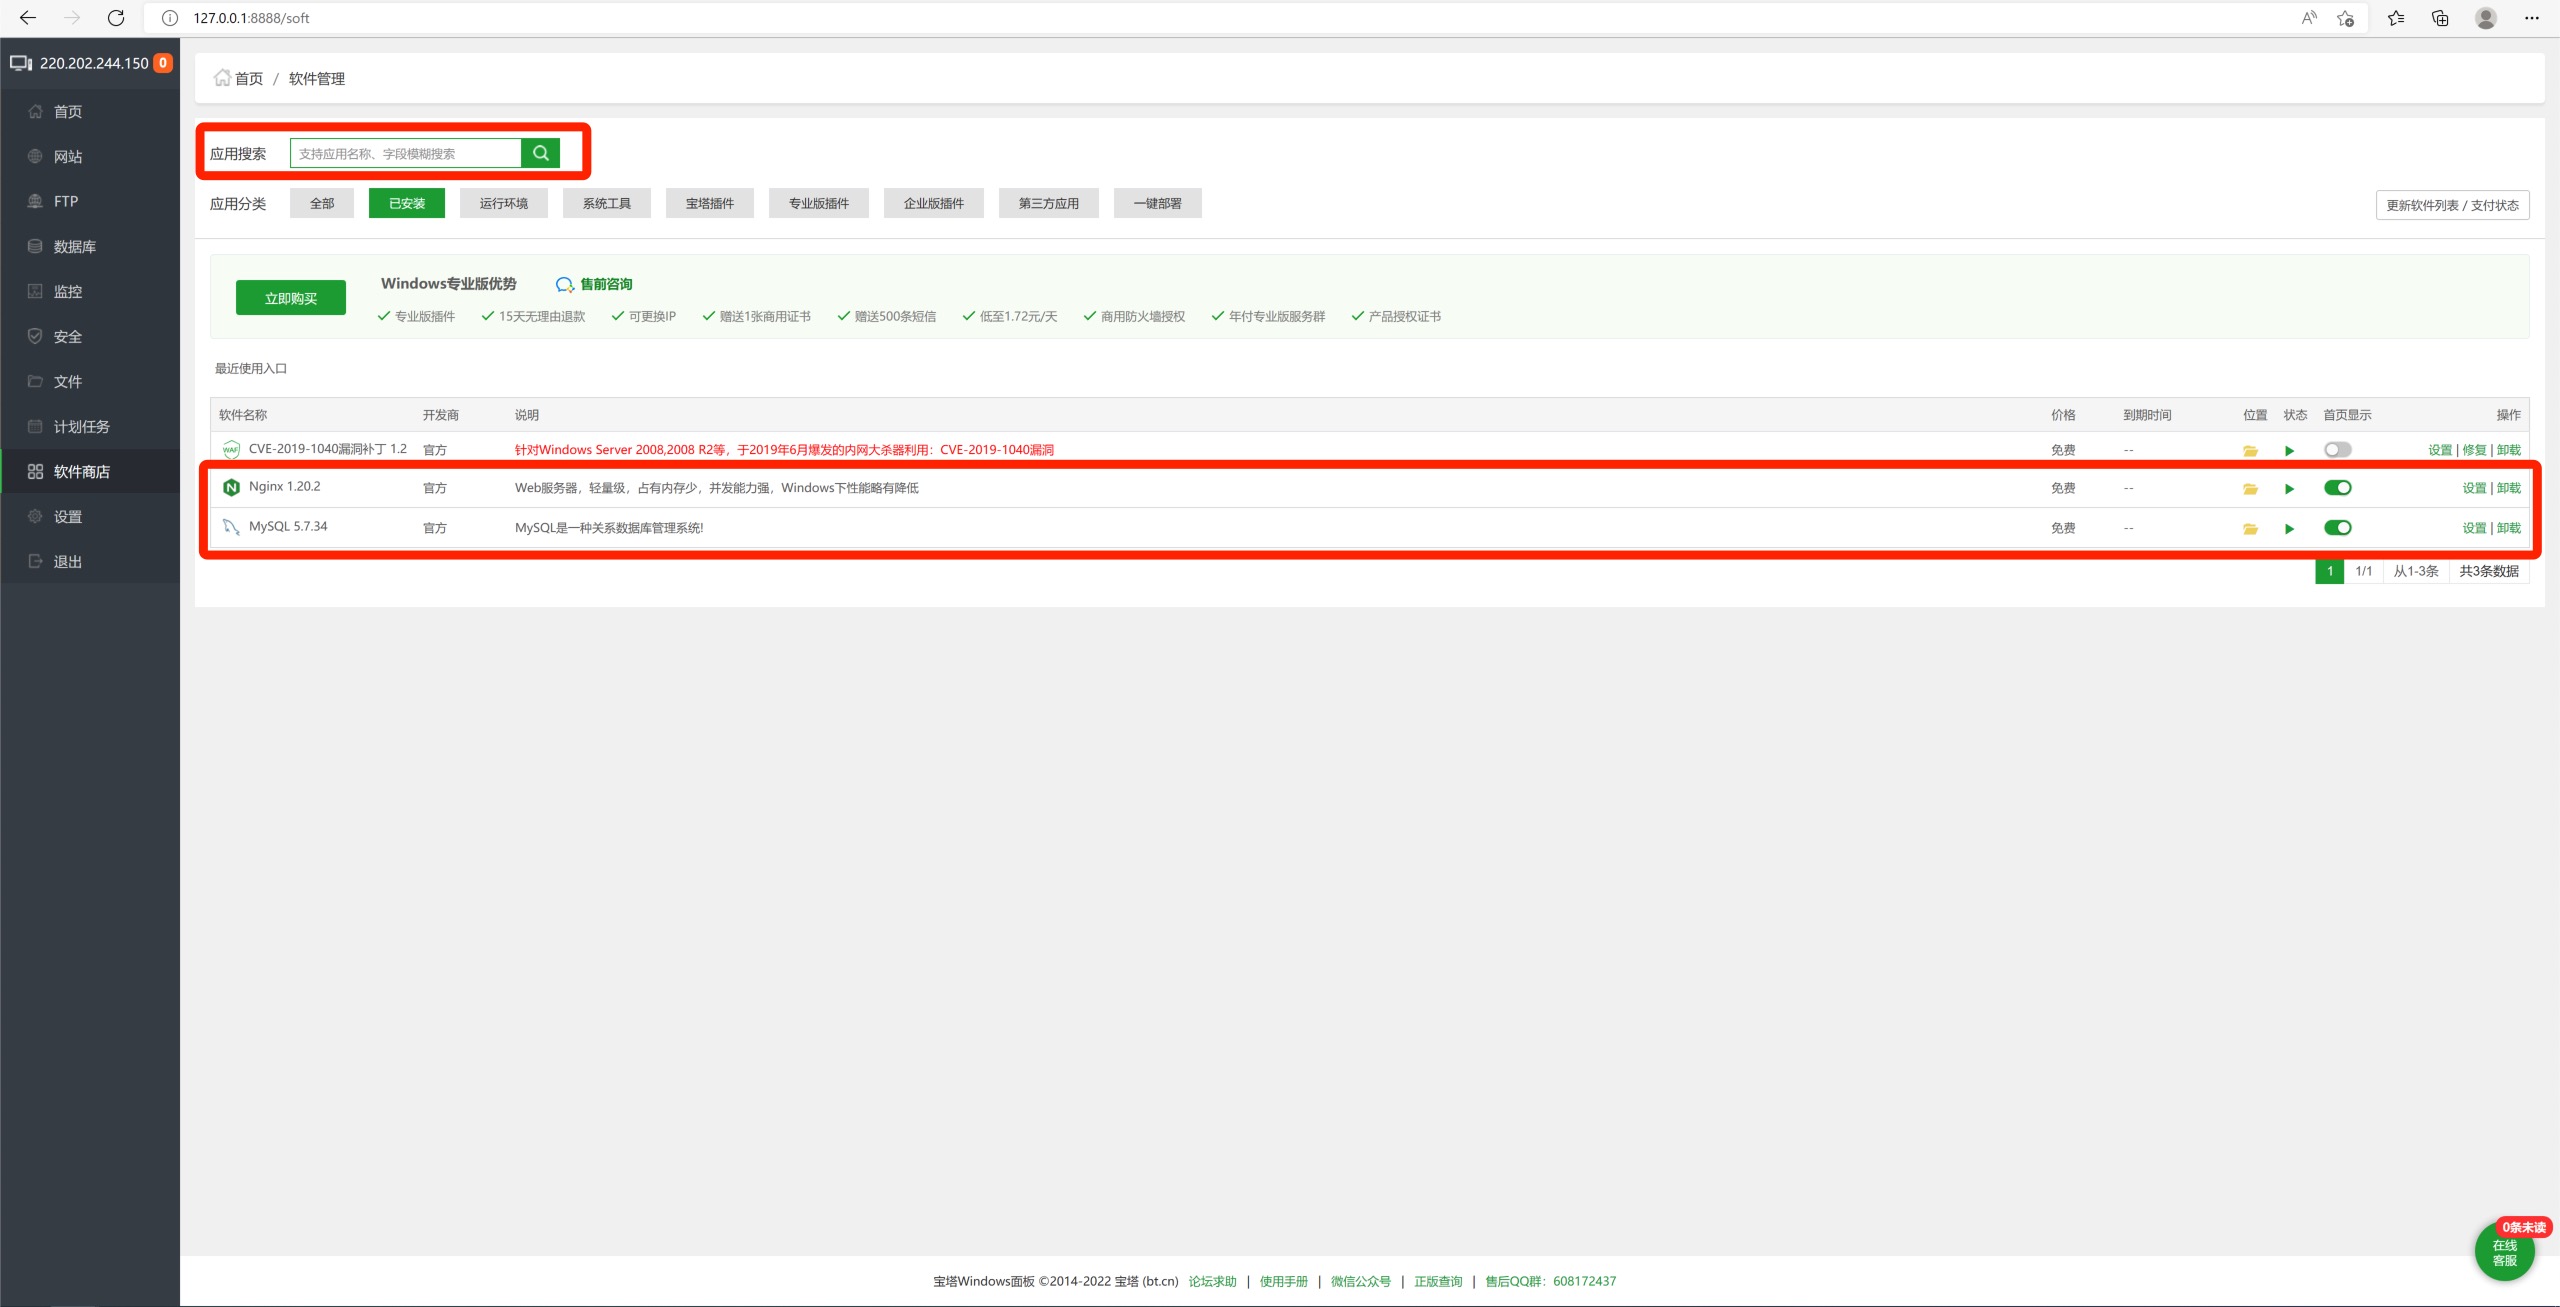 127.0.0.1:8888/soft
220.202.244.150 0
首页
网站
FTP
数据库
监控
安全
文件
计划任务
软件商店
设置
退出
首页 / 软件管理
应用搜索 支持应用名称、字段模糊搜索
应用分类 全部 已安装 运行环境 系统工具 宝塔插件 专业版插件 企业版插件 第三方应用 一键部署 更新软件列表 / 支付状态
立即购买
Windows专业版优势 售前咨询
专业版插件 15天无理由退款 可更换IP 赠送1张商用证书 赠送500条短信 低至1.72元/天 商用防火墙授权 年付专业版服务群 产品授权证书
最近使用入口
软件名称 开发商 说明 价格 到期时间 位置 状态 首页显示 操作
WAF CVE-2019-1040漏洞补丁 1.2 官方 针对Windows Server 2008,2008 R2等，于2019年6月爆发的内网大杀器利用：CVE-2019-1040漏洞 免费 -- 设置 | 修复 | 卸载
N Nginx 1.20.2 官方 Web服务器，轻量级，占有内存少，并发能力强，Windows下性能略有降低 免费 -- 设置 | 卸载
MySQL 5.7.34 官方 MySQL是一种关系数据库管理系统! 免费 -- 设置 | 卸载
1 1/1 从1-3条 共3条数据
0条未读
在线
客服
宝塔Windows面板 ©2014-2022 宝塔 (bt.cn) 论坛求助 | 使用手册 | 微信公众号 | 正版查询 | 售后QQ群：608172437